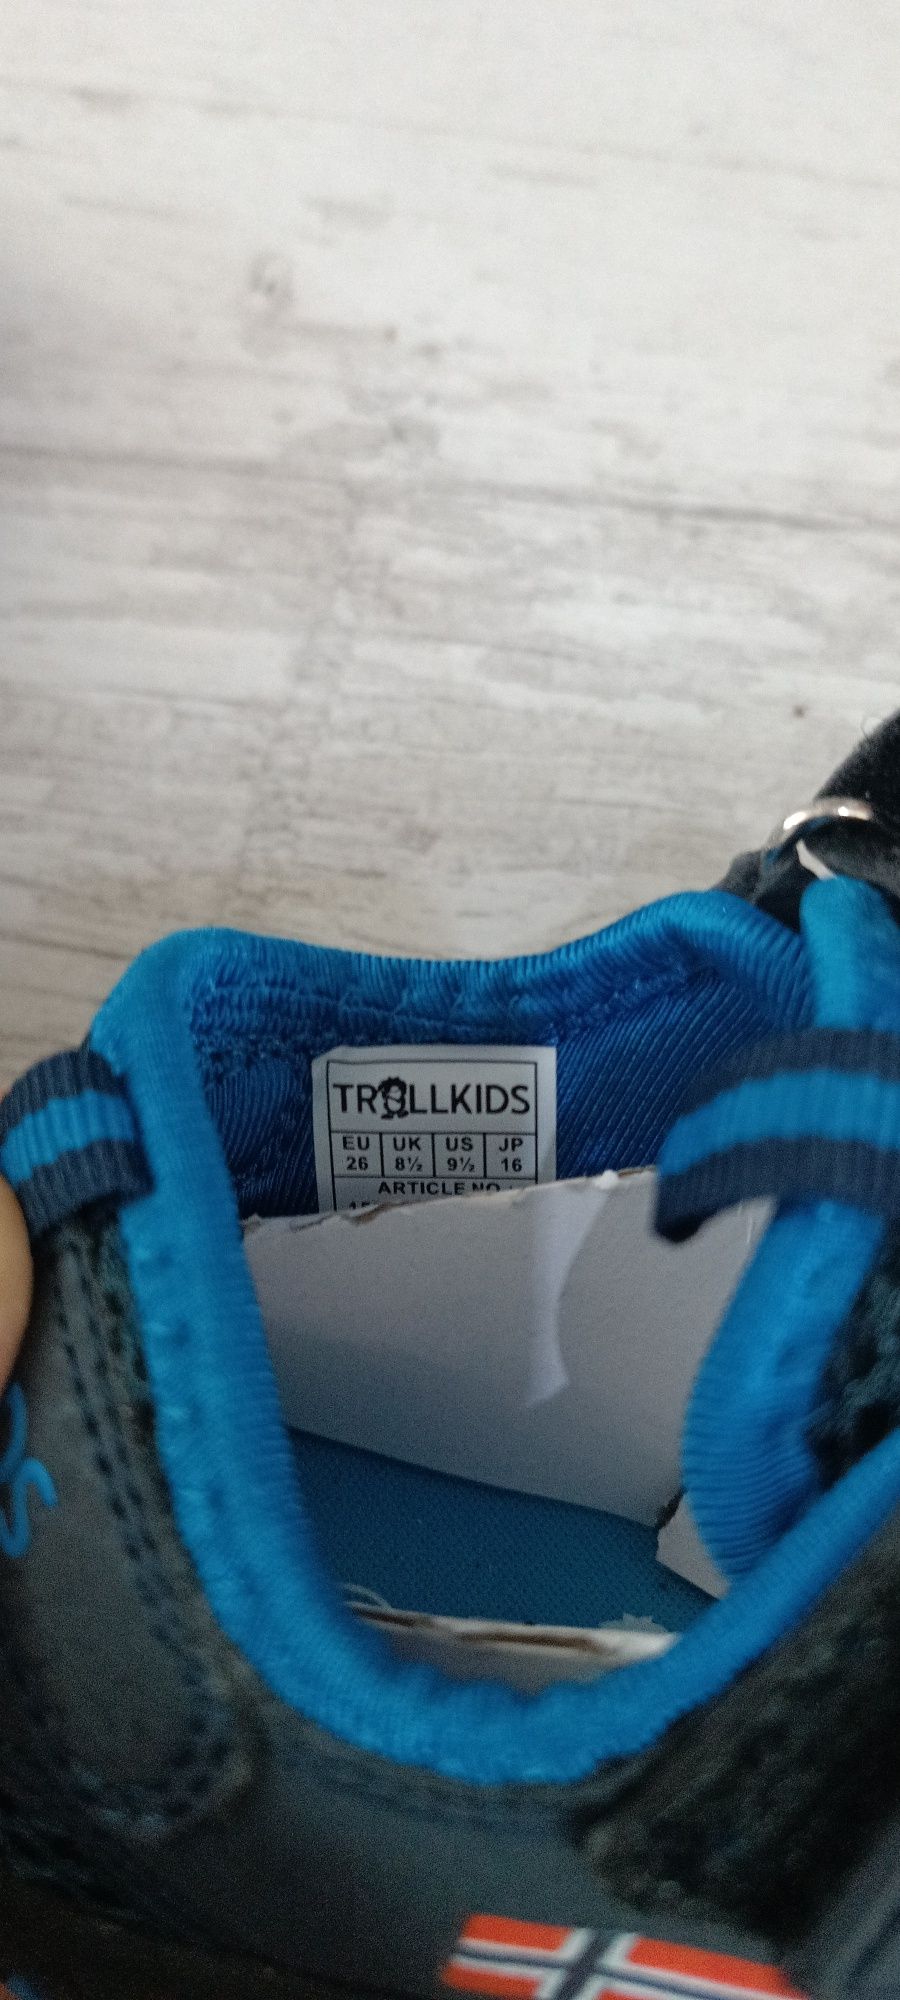 TROLLKIDS
EU UK US JP
26 8½ 9½ 16
ARTICLE NO.: